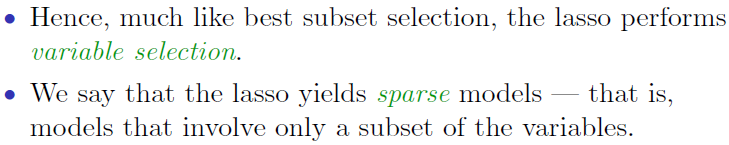 • Hence, much like best subset selection, the lasso performs
variable selection.
• We say that the lasso yields sparse models — that is,
models that involve only a subset of the variables.